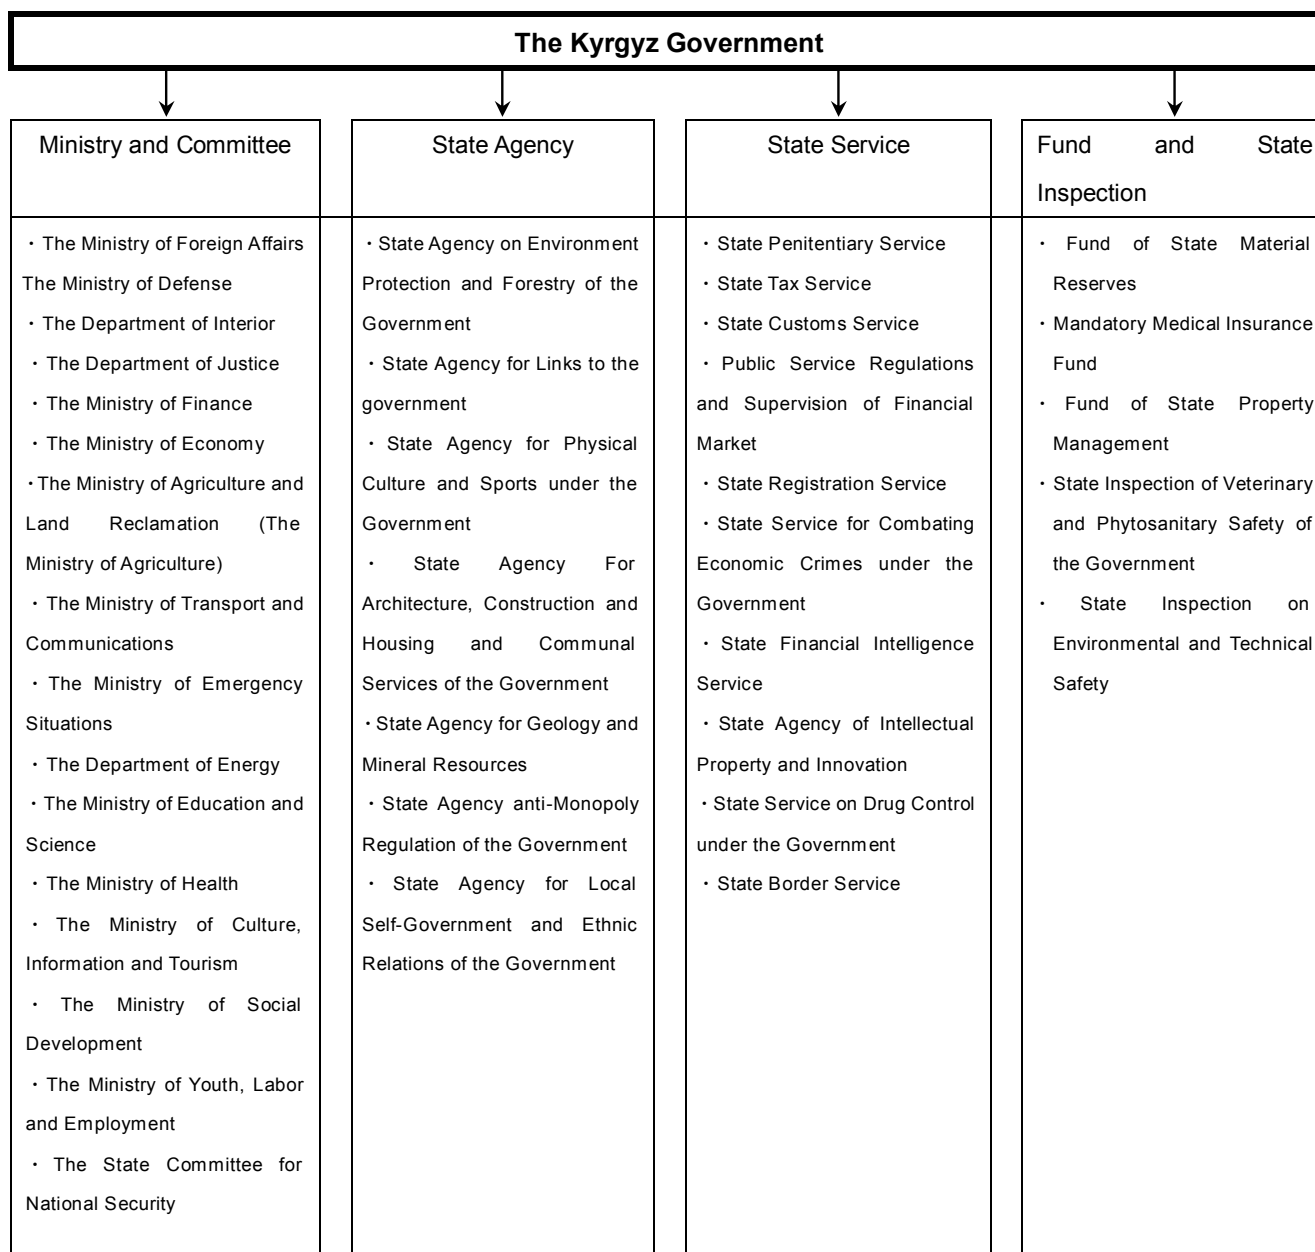 The Kyrgyz Government
Ministry and Committee
・The Ministry of Foreign Affairs
The Ministry of Defense
・The Department of Interior
・The Department of Justice
・The Ministry of Finance
・The Ministry of Economy
・The Ministry of Agriculture and
Land Reclamation (The
Ministry of Agriculture)
・The Ministry of Transport and
Communications
・The Ministry of Emergency
Situations
・The Department of Energy
・The Ministry of Education and
Science
・The Ministry of Health
・The Ministry of Culture,
Information and Tourism
・The Ministry of Social
Development
・The Ministry of Youth, Labor
and Employment
・The State Committee for
National Security
State Agency
・State Agency on Environment
Protection and Forestry of the
Government
・State Agency for Links to the
government
・State Agency for Physical
Culture and Sports under the
Government
・State Agency For
Architecture, Construction and
Housing and Communal
Services of the Government
・State Agency for Geology and
Mineral Resources
・State Agency anti-Monopoly
Regulation of the Government
・State Agency for Local
Self-Government and Ethnic
Relations of the Government
State Service
・State Penitentiary Service
・State Tax Service
・State Customs Service
・Public Service Regulations
and Supervision of Financial
Market
・State Registration Service
・State Service for Combating
Economic Crimes under the
Government
・State Financial Intelligence
Service
・State Agency of Intellectual
Property and Innovation
・State Service on Drug Control
under the Government
・State Border Service
Fund and State
Inspection
・Fund of State Material
Reserves
・Mandatory Medical Insurance
Fund
・Fund of State Property
Management
・State Inspection of Veterinary
and Phytosanitary Safety of
the Government
・State Inspection on
Environmental and Technical
Safety